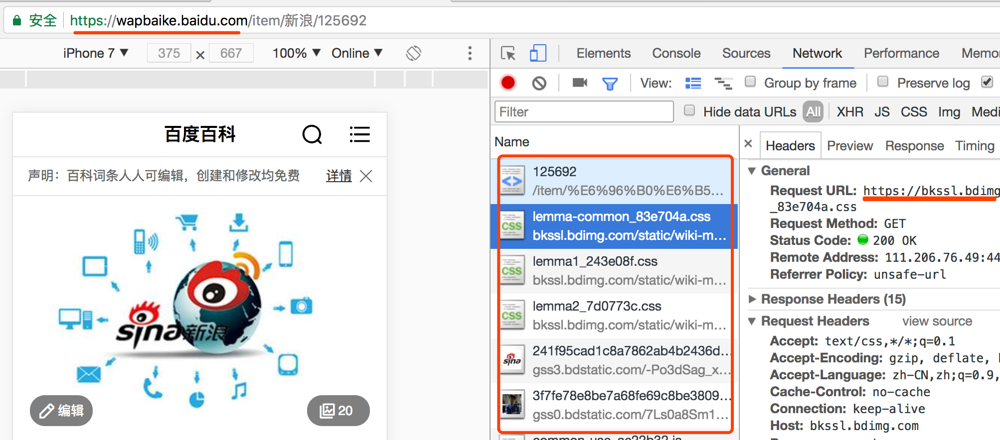 安全 https://wapbaike.baidu.com/item/新浪/125692
iPhone 7 ▼ 375 × 667 100% ▼ Online ▼
Elements Console Sources Network Performance Memor
View: Group by frame Preserve log
Filter Hide data URLs All XHR JS CSS Img Medi
百度百科
声明：百科词条人人可编辑，创建和修改均免费 详情
sina新浪
编辑 20
Name
125692
/item/%E6%96%B0%E6%B5...
CSS lemma-common_83e704a.css
bkssl.bdimg.com/static/wiki-m...
CSS lemma1_243e08f.css
bkssl.bdimg.com/static/wiki-m...
CSS lemma2_7d0773c.css
bkssl.bdimg.com/static/wiki-m...
sina 241f95cad1c8a7862ab4b2436d...
gss3.bdstatic.com/-Po3dSag_x...
3f7fe78e8be7a68fe69c8be3809...
gss0.bdstatic.com/7Ls0a8Sm1...
Headers Preview Response Timing
General
Request URL: https://bkssl.bdimg
_83e704a.css
Request Method: GET
Status Code: 200 OK
Remote Address: 111.206.76.49:44
Referrer Policy: unsafe-url
Response Headers (15)
Request Headers view source
Accept: text/css,*/*;q=0.1
Accept-Encoding: gzip, deflate,
Accept-Language: zh-CN,zh;q=0.9,
Cache-Control: no-cache
Connection: keep-alive
Host: bkssl.bdimg.com